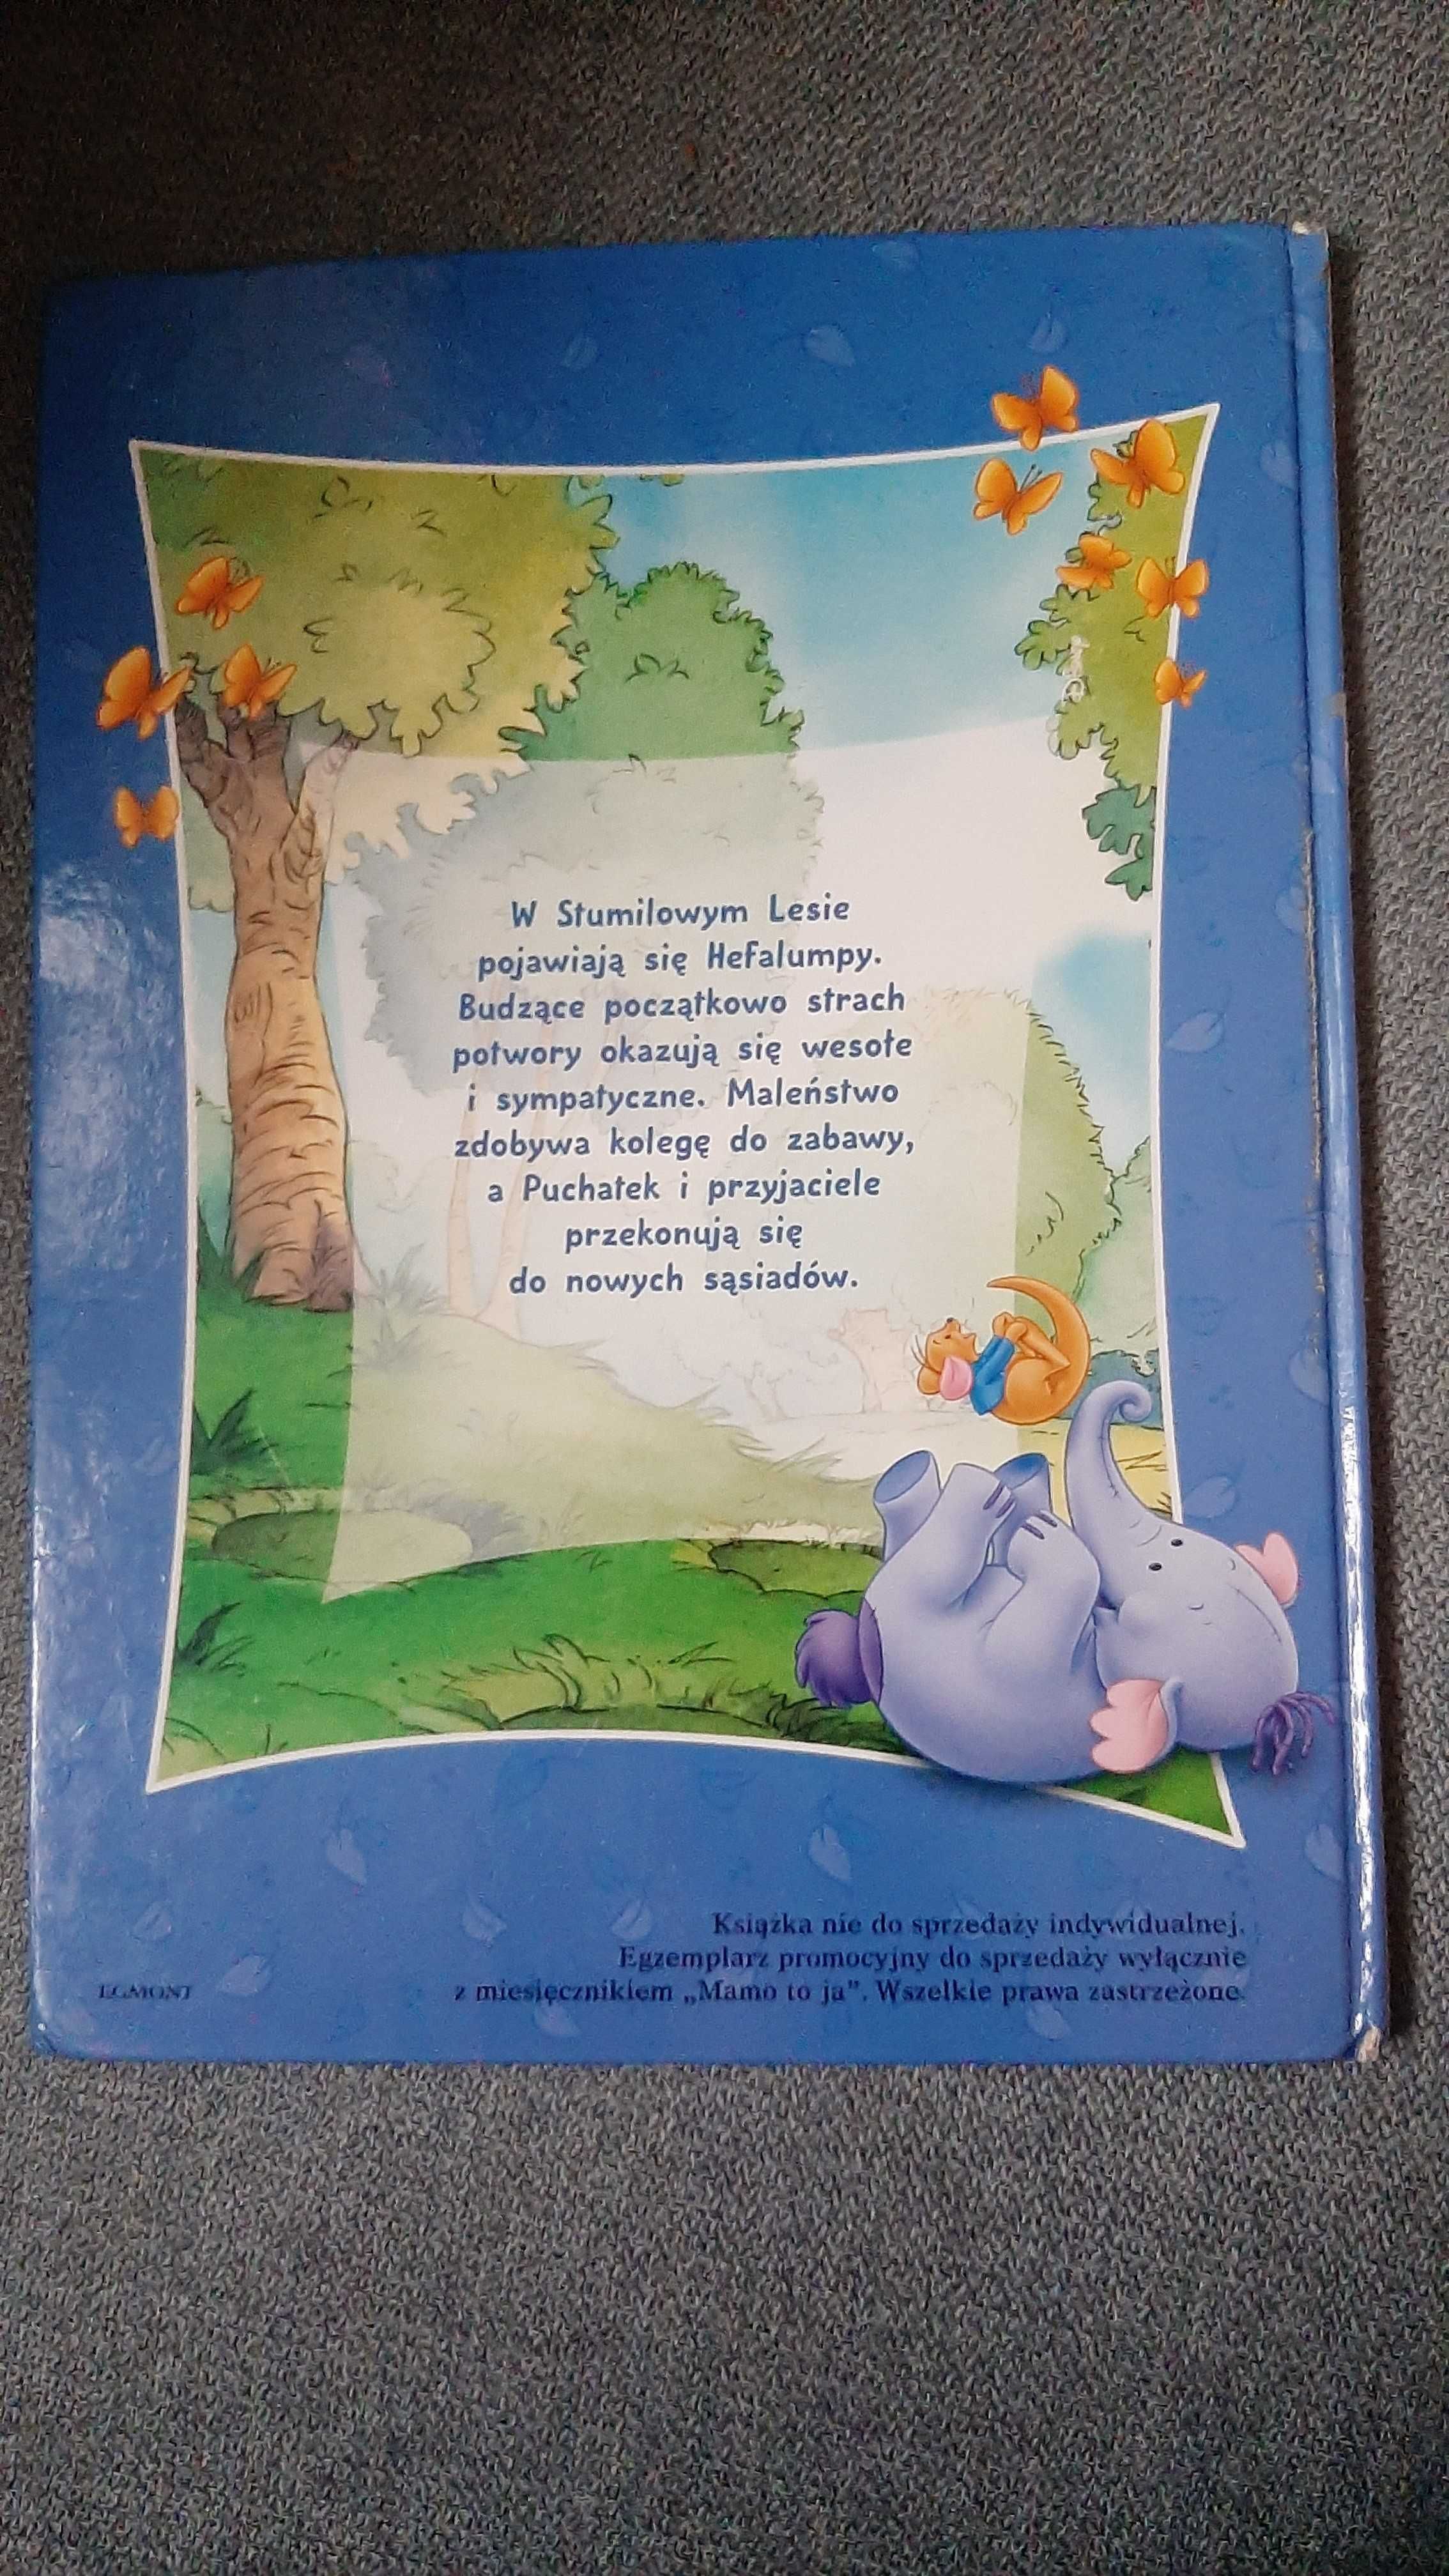 W Stumilowym Lesie
pojawiają się Hefalumpy.
Budzące początkowo strach
potwory okazują się wesołe
i sympatyczne. Maleństwo
zdobywa kolegę do zabawy,
a Puchatek i przyjaciele
przekonują się
do nowych sąsiadów.
Książka nie do sprzedaży indywidualnej.
Egzemplarz promocyjny do sprzedaży wyłącznie
z miesięcznikiem „Mamo to ja". Wszelkie prawa zastrzeżone.
EGMONT